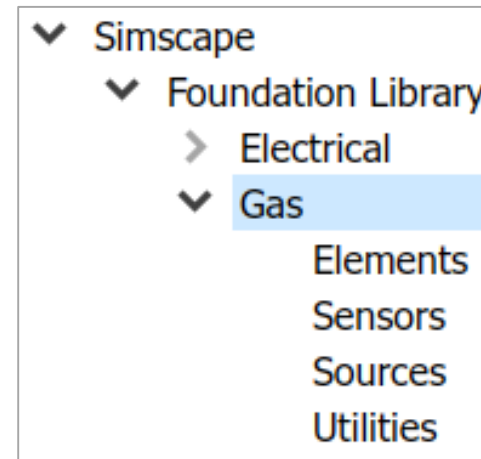 Simscape
Foundation Library
Electrical
Gas
Elements
Sensors
Sources
Utilities